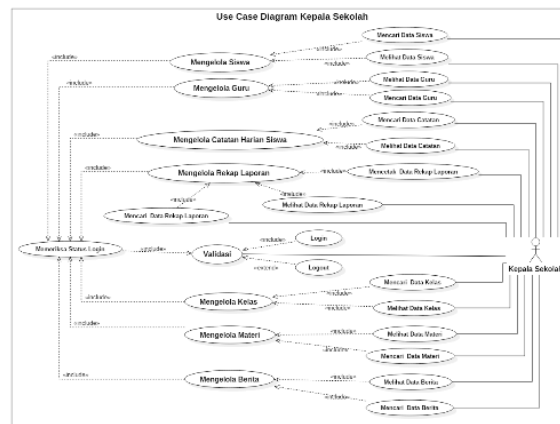 Use Case Diagram Kepala Sekolah
Mencari Data Siswa
«include»
«include»
Mengelola Siswa
«include»
Melihat Data Siswa
Melihat Data Guru
«include»
Mengelola Guru
«include»
«include»
Mencari Data Guru
Mencari Data Catatan
«include»
«include»
Mengelola Catatan Harian Siswa
«include»
Melihat Data Catatan
«include»
Mengelola Rekap Laporan
«include»
Mencetak Data Rekap Laporan
«include»
«include»
Melihat Data Rekap Laporan
Mencari Data Rekap Laporan
Login
«include»
Memeriksa Status Login
«include»
Validasi
«extend»
Logout
Kepala Sekolah
Mencari Data Kelas
«include»
«include»
Mengelola Kelas
«include»
Melihat Data Kelas
«include»
Mengelola Materi
«include»
Melihat Data Materi
«include»
Mencari Data Materi
«include»
Mengelola Berita
«include»
Melihat Data Berita
«include»
Mencari Data Berita